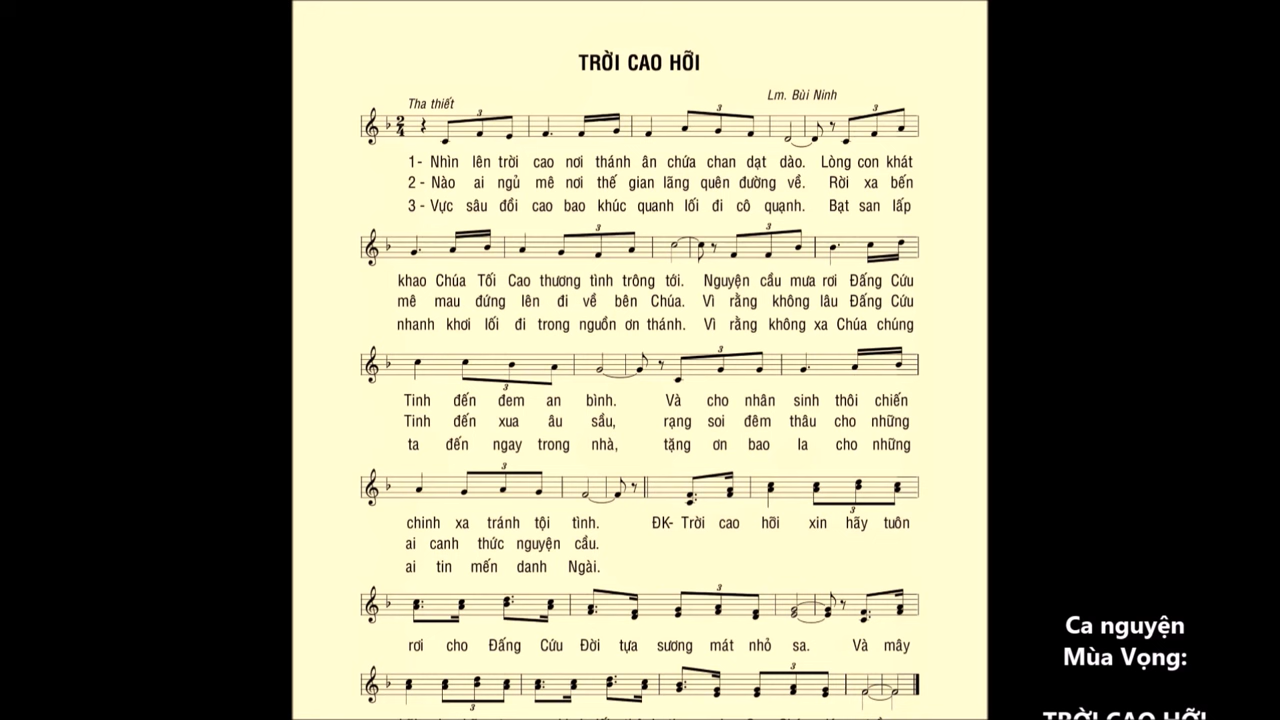 TRỜI CAO HỠI
Lm. Bùi Ninh
Tha thiết
1- Nhìn lên trời cao nơi thánh ân chứa chan dạt dào. Lòng con khát
2 - Nào ai ngủ mê nơi thế gian lãng quên đường về. Rời xa bến
3 - Vực sâu đồi cao bao khúc quanh lối đi cô quạnh. Bạt san lấp
khao Chúa Tối Cao thương tình trông tới. Nguyện cầu mưa rơi Đấng Cứu
mê mau đứng lên đi về bên Chúa. Vì rằng không lâu Đấng Cứu
nhanh khơi lối đi trong nguồn ơn thánh. Vì rằng không xa Chúa chúng
Tinh đến đem an bình. Và cho nhân sinh thôi chiến
Tinh đến xua âu sầu, rạng soi đêm thâu cho những
ta đến ngay trong nhà, tặng ơn bao la cho những
chinh xa tránh tội tình. ĐK- Trời cao hỡi xin hãy tuôn
ai canh thức nguyện cầu.
ai tin mến danh Ngài.
rơi cho Đấng Cứu Đời tựa sương mát nhỏ sa. Và mây
Ca nguyện
Mùa Vọng:
TRỜI CAO HỠI